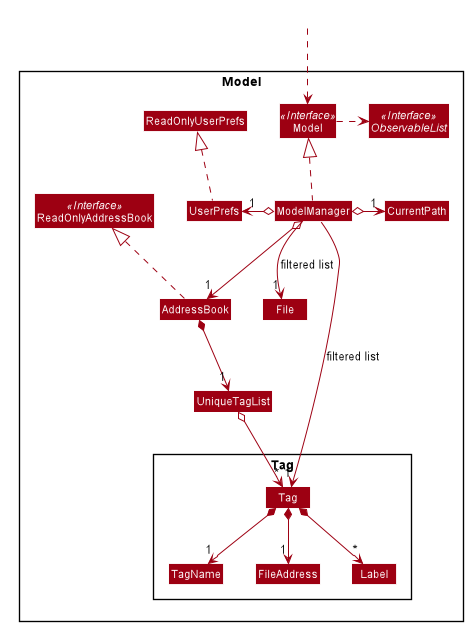 Model
ReadOnlyUserPrefs
«Interface»
Model
«Interface»
ObservableList
«Interface»
ReadOnlyAddressBook
UserPrefs
1
ModelManager
1
CurrentPath
filtered list
1
1
AddressBook
File
filtered list
1
UniqueTagList
Tag
Tag
1
1
*
TagName
FileAddress
Label